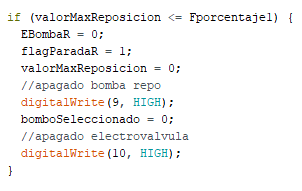 if (valorMaxReposicion <= Fporcentaje1) {
EBombaR = 0;
flagParadaR = 1;
valorMaxReposicion = 0;
//apagado bomba repo
digitalWrite(9, HIGH);
bomboSeleccionado = 0;
//apagado electrovalvula
digitalWrite(10, HIGH);
}